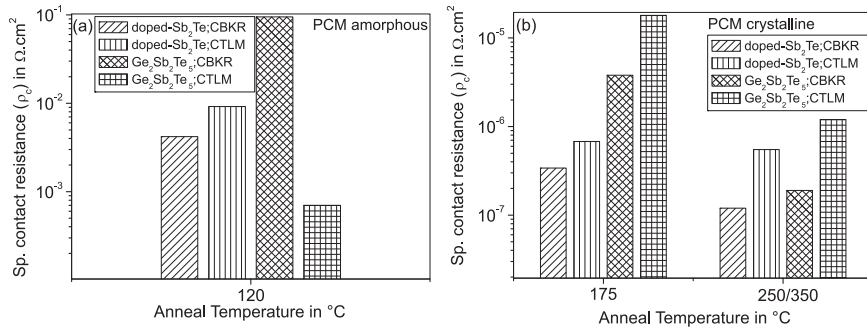 (a)
PCM amorphous
doped-Sb₂Te;CBKR
doped-Sb₂Te;CTLM
Ge₂Sb₂Te₅;CBKR
Ge₂Sb₂Te₅;CTLM
Sp. contact resistance (ρc) in Ω.cm²
10⁻¹
10⁻²
10⁻³
120
Anneal Temperature in °C
(b)
PCM crystalline
doped-Sb₂Te;CBKR
doped-Sb₂Te;CTLM
Ge₂Sb₂Te₅;CBKR
Ge₂Sb₂Te₅;CTLM
Sp. contact resistance (ρc) in Ω.cm²
10⁻⁵
10⁻⁶
10⁻⁷
175
250/350
Anneal Temperature in °C